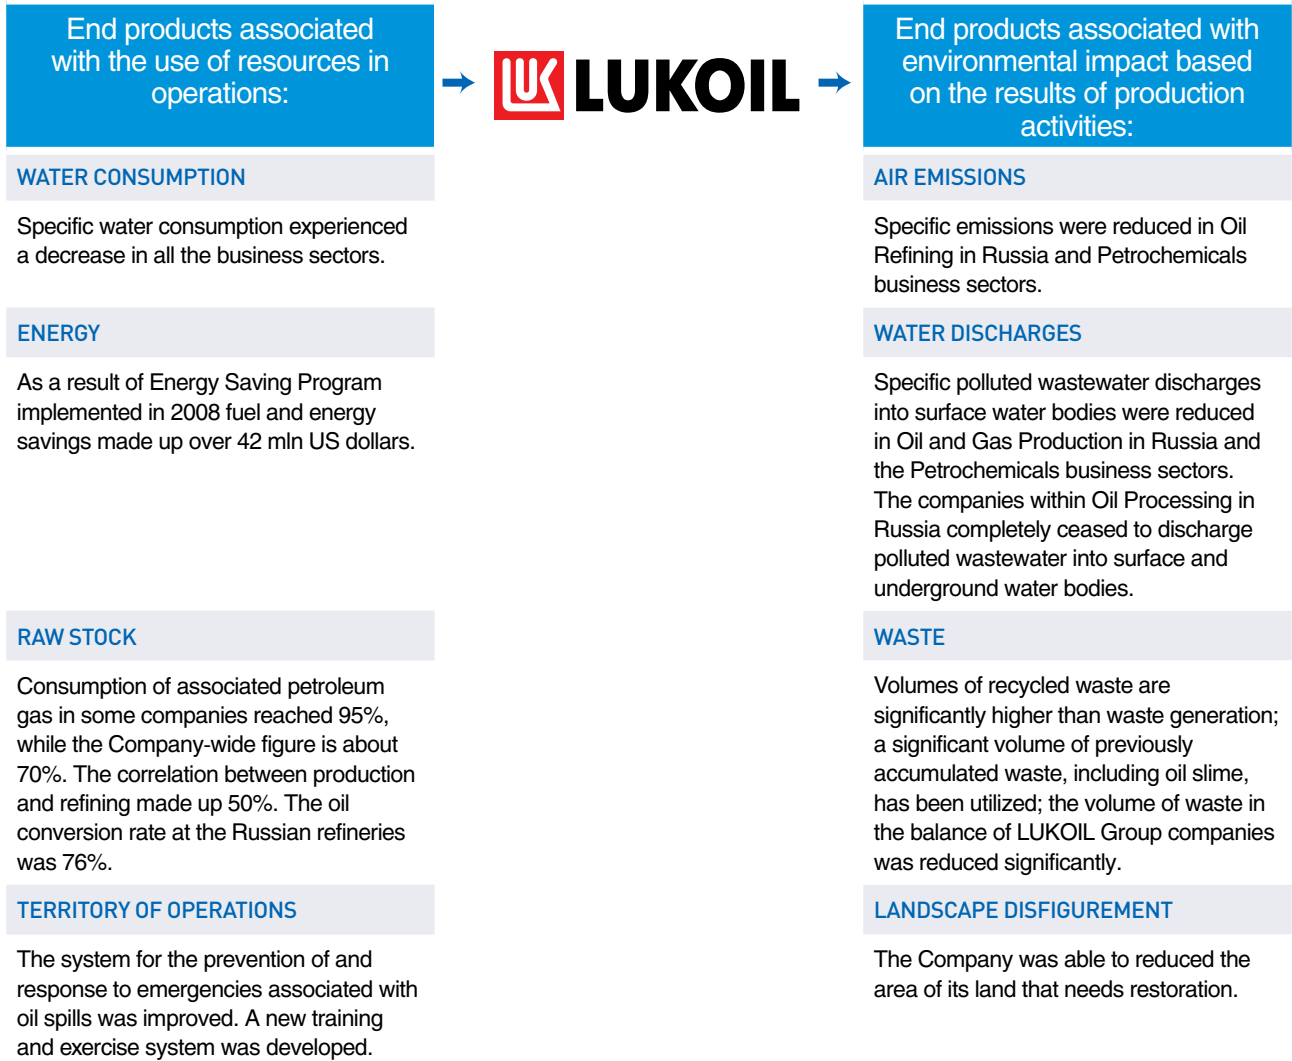 End products associated
with the use of resources in
operations:
LUK LUKOIL
End products associated with
environmental impact based
on the results of production
activities:
WATER CONSUMPTION
Specific water consumption experienced
a decrease in all the business sectors.
ENERGY
As a result of Energy Saving Program
implemented in 2008 fuel and energy
savings made up over 42 mln US dollars.
RAW STOCK
Consumption of associated petroleum
gas in some companies reached 95%,
while the Company-wide figure is about
70%. The correlation between production
and refining made up 50%. The oil
conversion rate at the Russian refineries
was 76%.
TERRITORY OF OPERATIONS
The system for the prevention of and
response to emergencies associated with
oil spills was improved. A new training
and exercise system was developed.
AIR EMISSIONS
Specific emissions were reduced in Oil
Refining in Russia and Petrochemicals
business sectors.
WATER DISCHARGES
Specific polluted wastewater discharges
into surface water bodies were reduced
in Oil and Gas Production in Russia and
the Petrochemicals business sectors.
The companies within Oil Processing in
Russia completely ceased to discharge
polluted wastewater into surface and
underground water bodies.
WASTE
Volumes of recycled waste are
significantly higher than waste generation;
a significant volume of previously
accumulated waste, including oil slime,
has been utilized; the volume of waste in
the balance of LUKOIL Group companies
was reduced significantly.
LANDSCAPE DISFIGUREMENT
The Company was able to reduced the
area of its land that needs restoration.